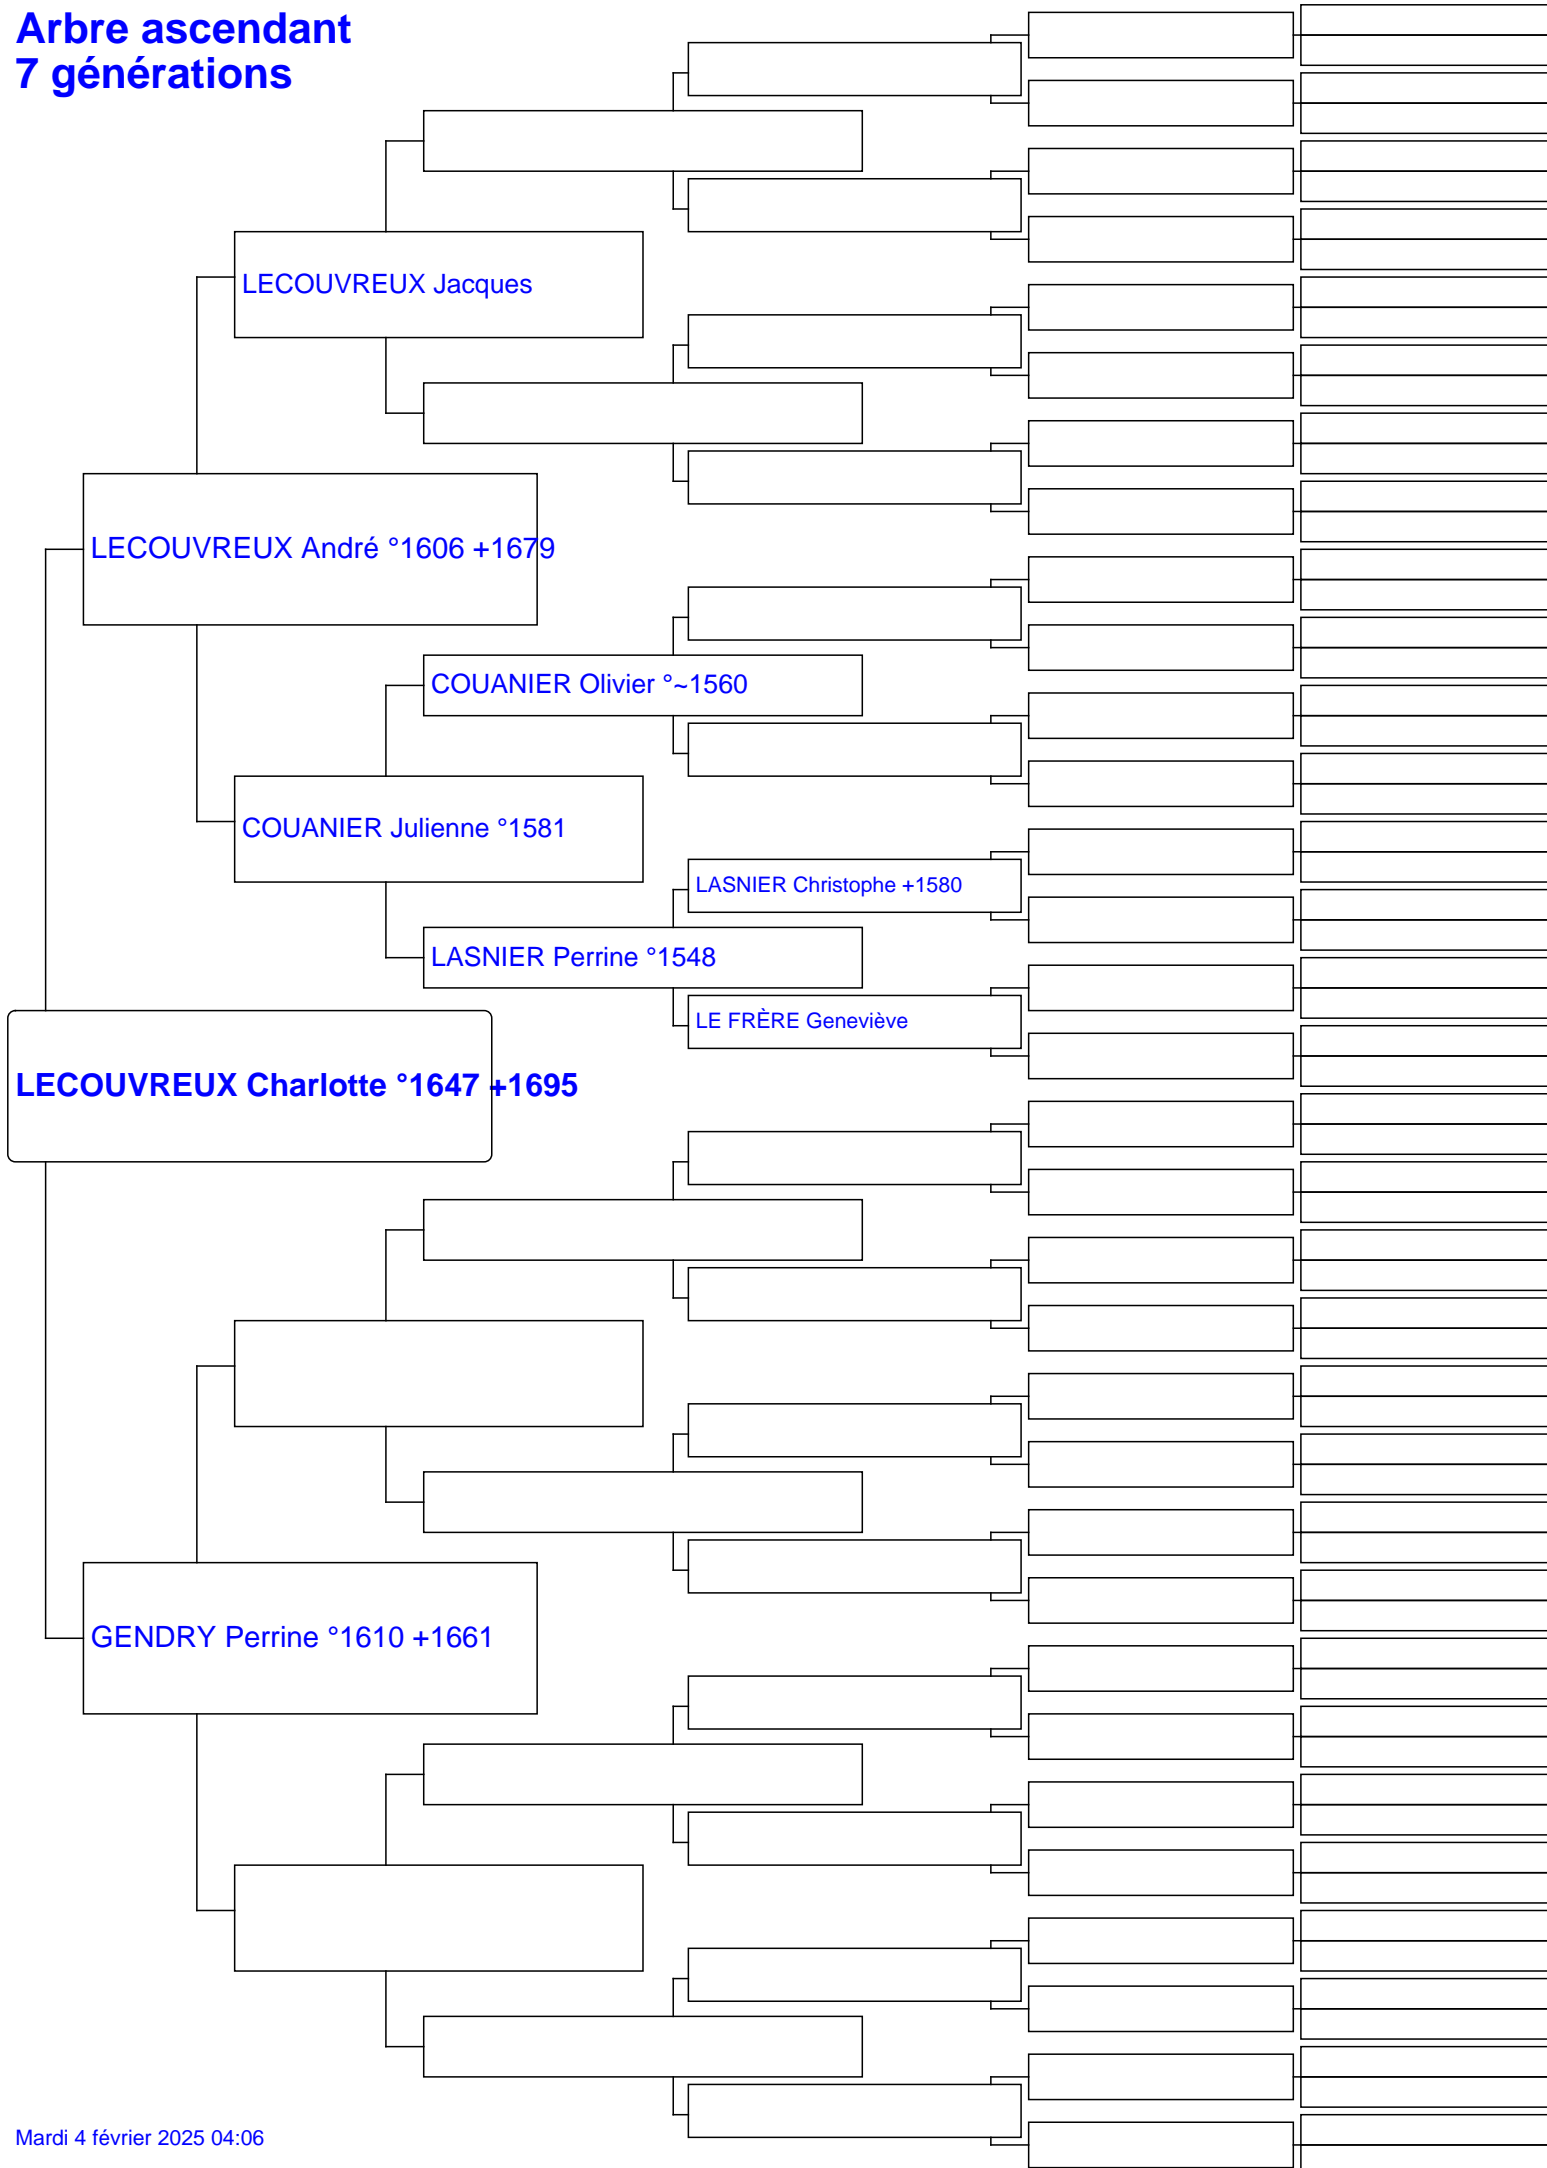 Arbre ascendant
7 générations
LECOUVREUX Jacques
LECOUVREUX André °1606 +1679
COUANIER Olivier °~1560
COUANIER Julienne °1581
LASNIER Christophe +1580
LASNIER Perrine °1548
LE FRÈRE Geneviève
LECOUVREUX Charlotte °1647 +1695
GENDRY Perrine °1610 +1661
Mardi 4 février 2025 04:06